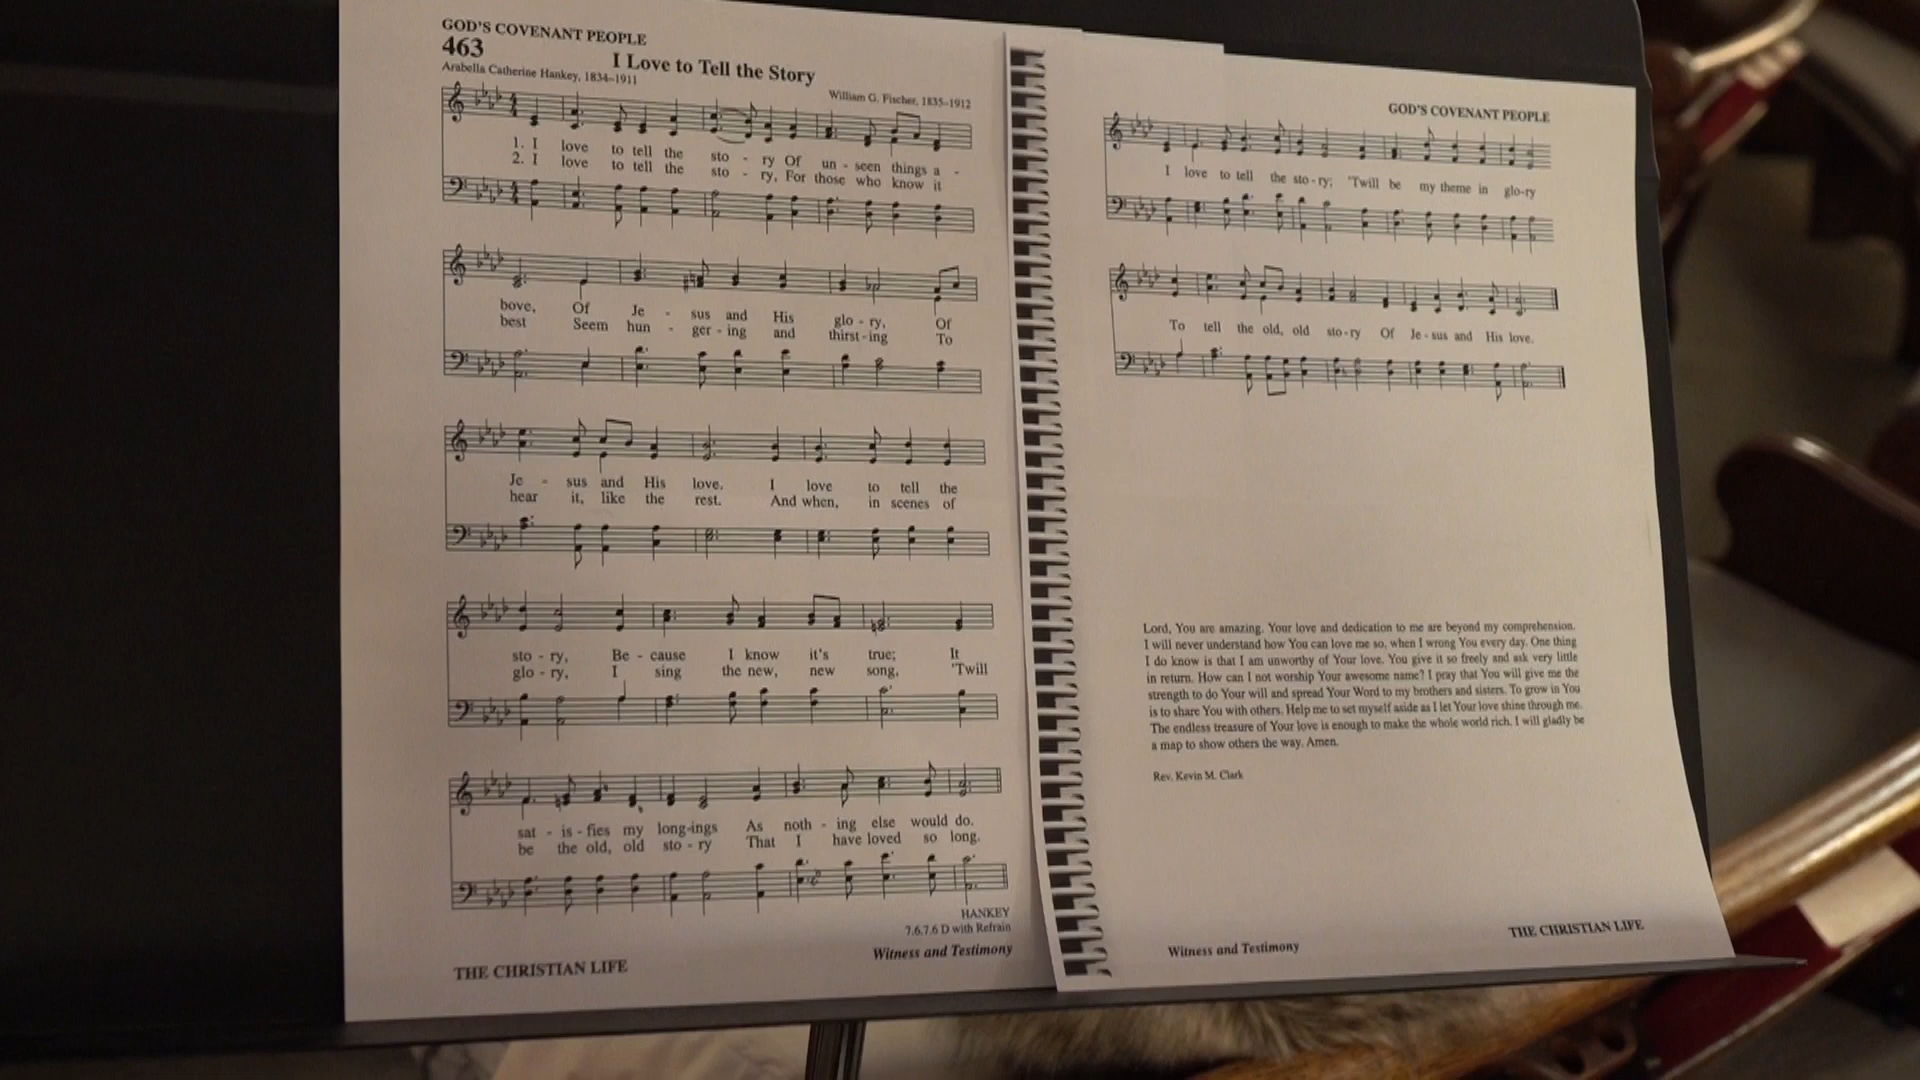 GOD'S COVENANT PEOPLE
463
I Love to Tell the Story
Arabella Catherine Hankey, 1834–1911
William G. Fischer, 1835–1912
1. I love to tell the sto - ry Of un - seen things a -
2. I love to tell the sto - ry, For those who know it
bove, Of Je - sus and His glo - ry, Of
best Seem hun - ger - ing and thirst - ing To
Je - sus and His love. I love to tell the
hear it, like the rest. And when, in scenes of
sto - ry, Be - cause I know it's true; It
glo - ry, I sing the new, new song, 'Twill
sat - is - fies my long-ings As noth - ing else would do.
be the old, old sto - ry That I have loved so long.
HANKEY
7.6.7.6 D with Refrain
THE CHRISTIAN LIFE
Witness and Testimony
GOD'S COVENANT PEOPLE
I love to tell the sto - ry; 'Twill be my theme in glo-ry
To tell the old, old sto - ry Of Je - sus and His love.
Lord, You are amazing. Your love and dedication to me are beyond my comprehension.
I will never understand how You can love me so, when I wrong You every day. One thing
I do know is that I am unworthy of Your love. You give it so freely and ask very little
in return. How can I not worship Your awesome name? I pray that You will give me the
strength to do Your will and spread Your Word to my brothers and sisters. To grow in You
is to share You with others. Help me to set myself aside as I let Your love shine through me.
The endless treasure of Your love is enough to make the whole world rich. I will gladly be
a map to show others the way. Amen.
Rev. Kevin M. Clark
Witness and Testimony
THE CHRISTIAN LIFE